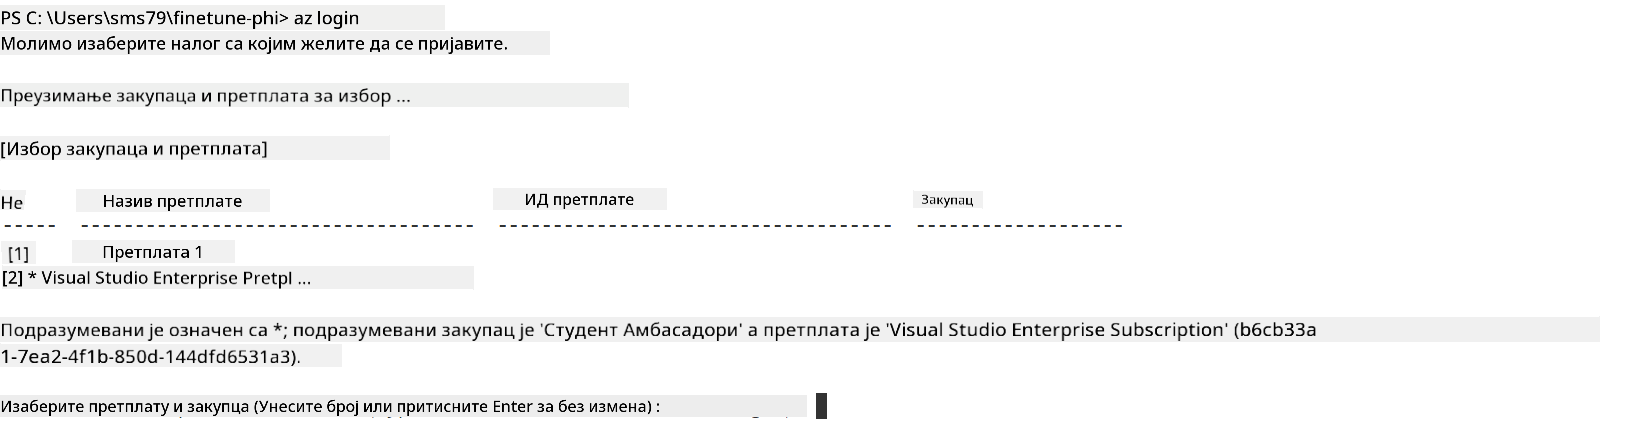 PS C: \Users\sms79\finetune-phi> az login
Молимо изаберите налог са којим желите да се пријавите.
Преузимање закупаца и претплата за избор ...
[Избор закупаца и претплата]
Не Назив претплате ИД претплате Закупац
----- ----------------------------------- ----------------------------------- -------------------
[1] Претплата 1
[2] * Visual Studio Enterprise Pretpl ...
Подразумевани је означен са *; подразумевани закупац је 'Студент Амбасадори' а претплата је 'Visual Studio Enterprise Subscription' (b6cb33a
1-7ea2-4f1b-850d-144dfd6531a3).
Изаберите претплату и закупца (Унесите број или притисните Enter за без измена) :